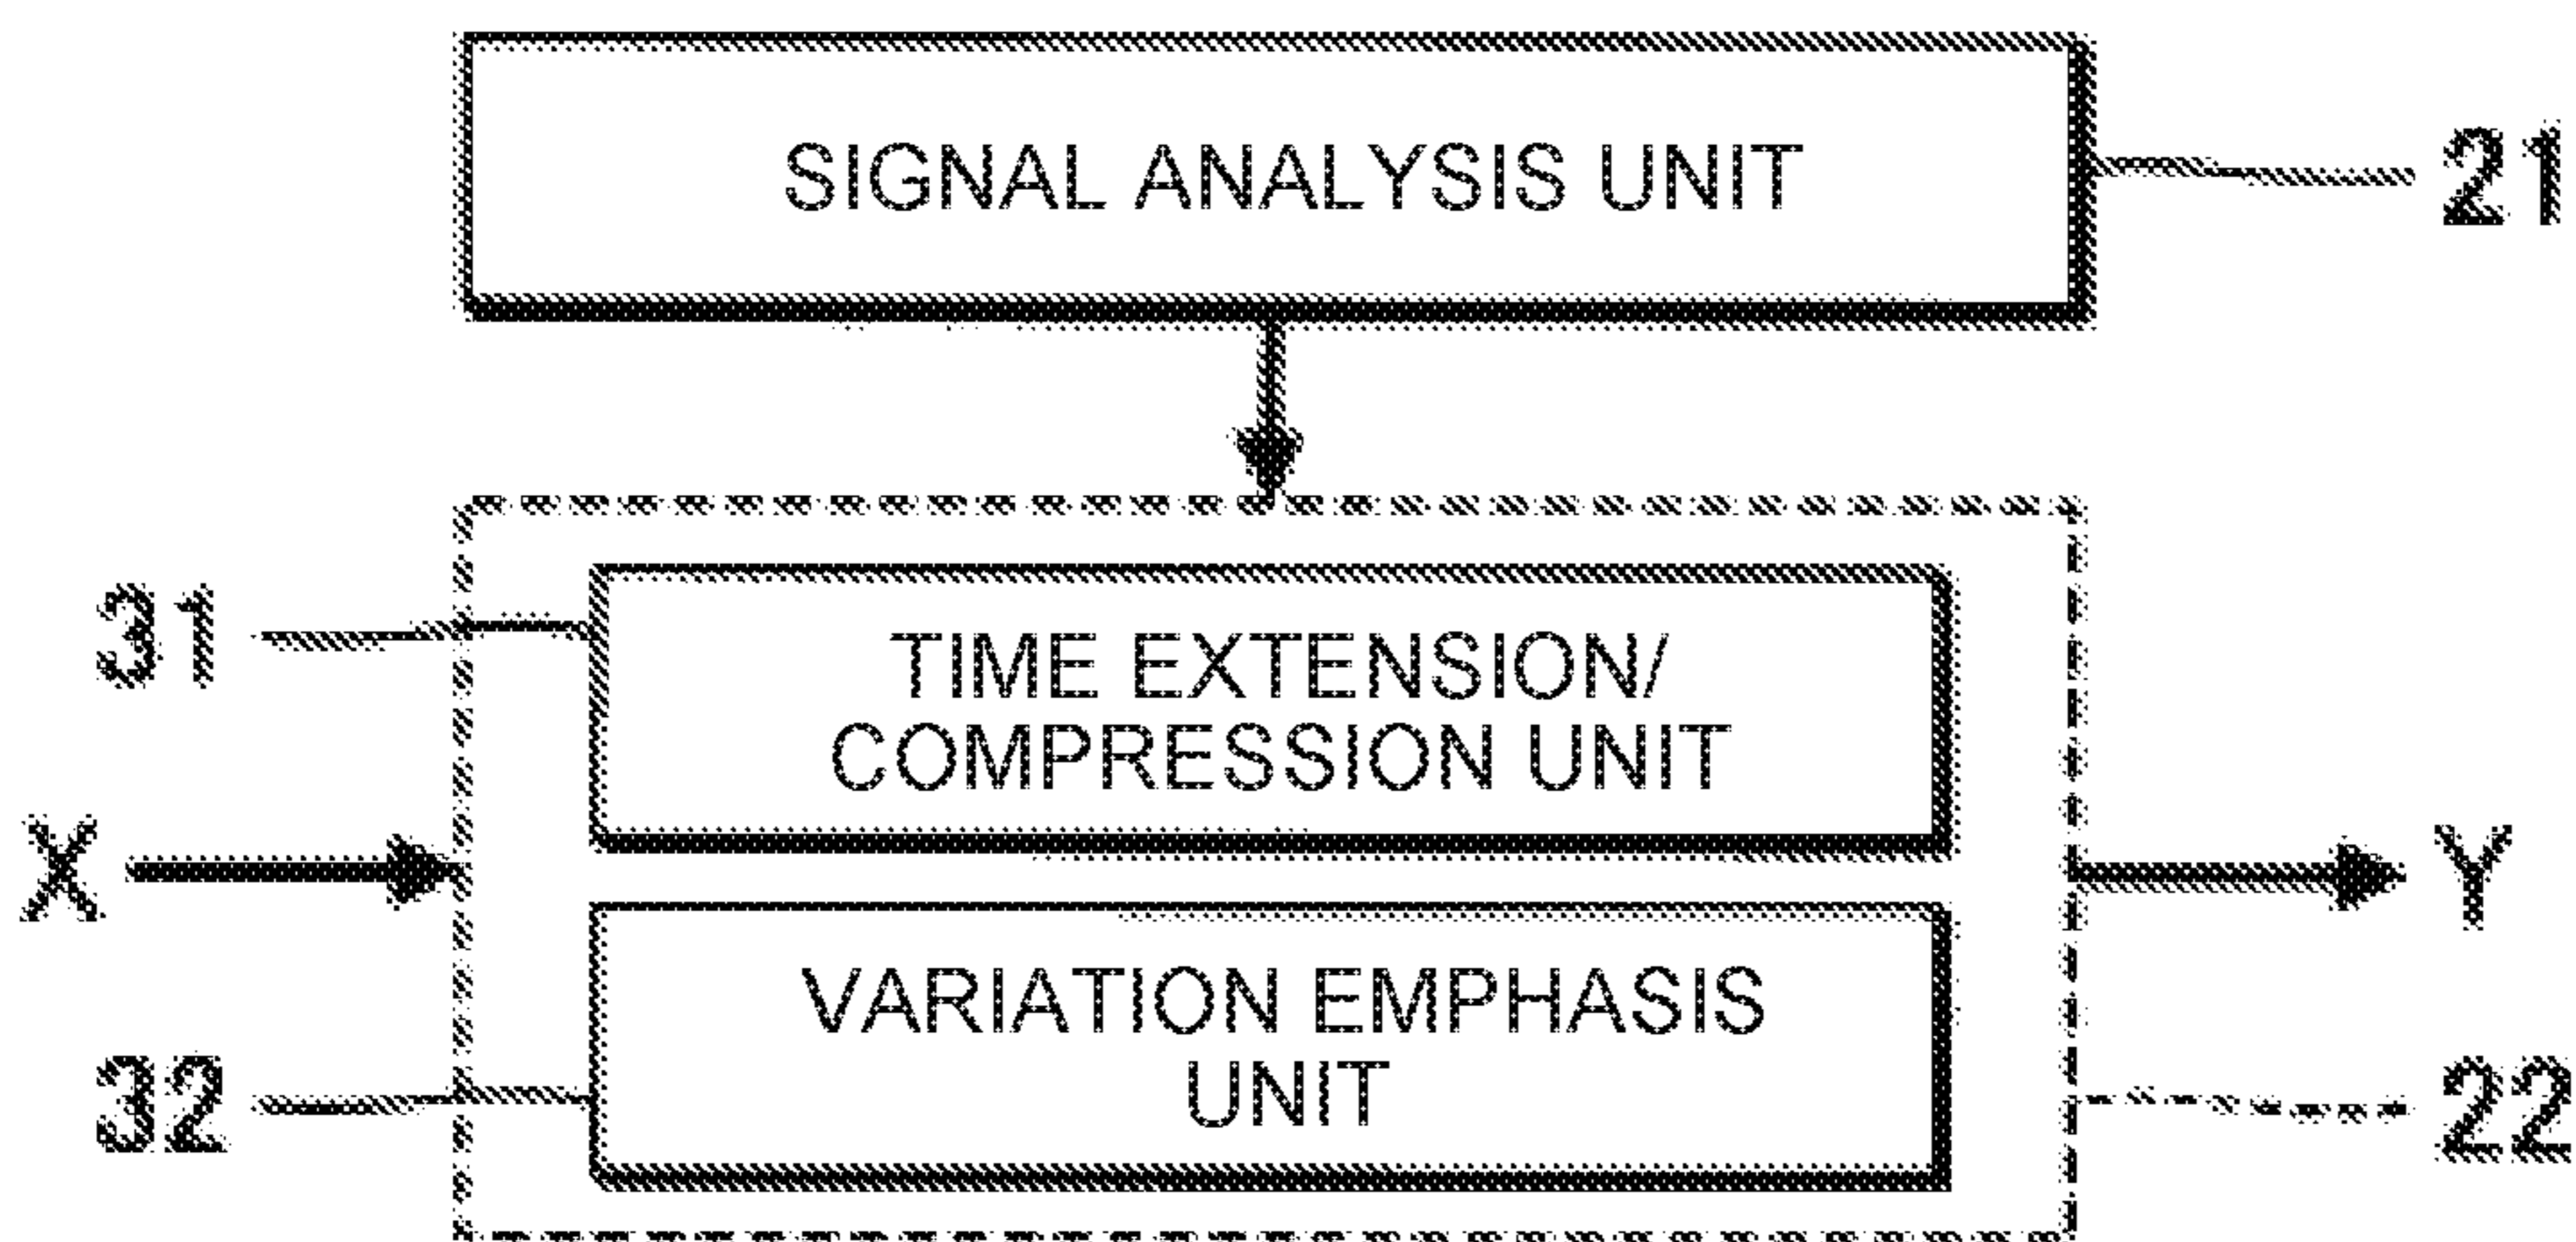 SIGNAL ANALYSIS UNIT
21
31
TIME EXTENSION/
COMPRESSION UNIT
X
Y
VARIATION EMPHASIS
UNIT
32
22